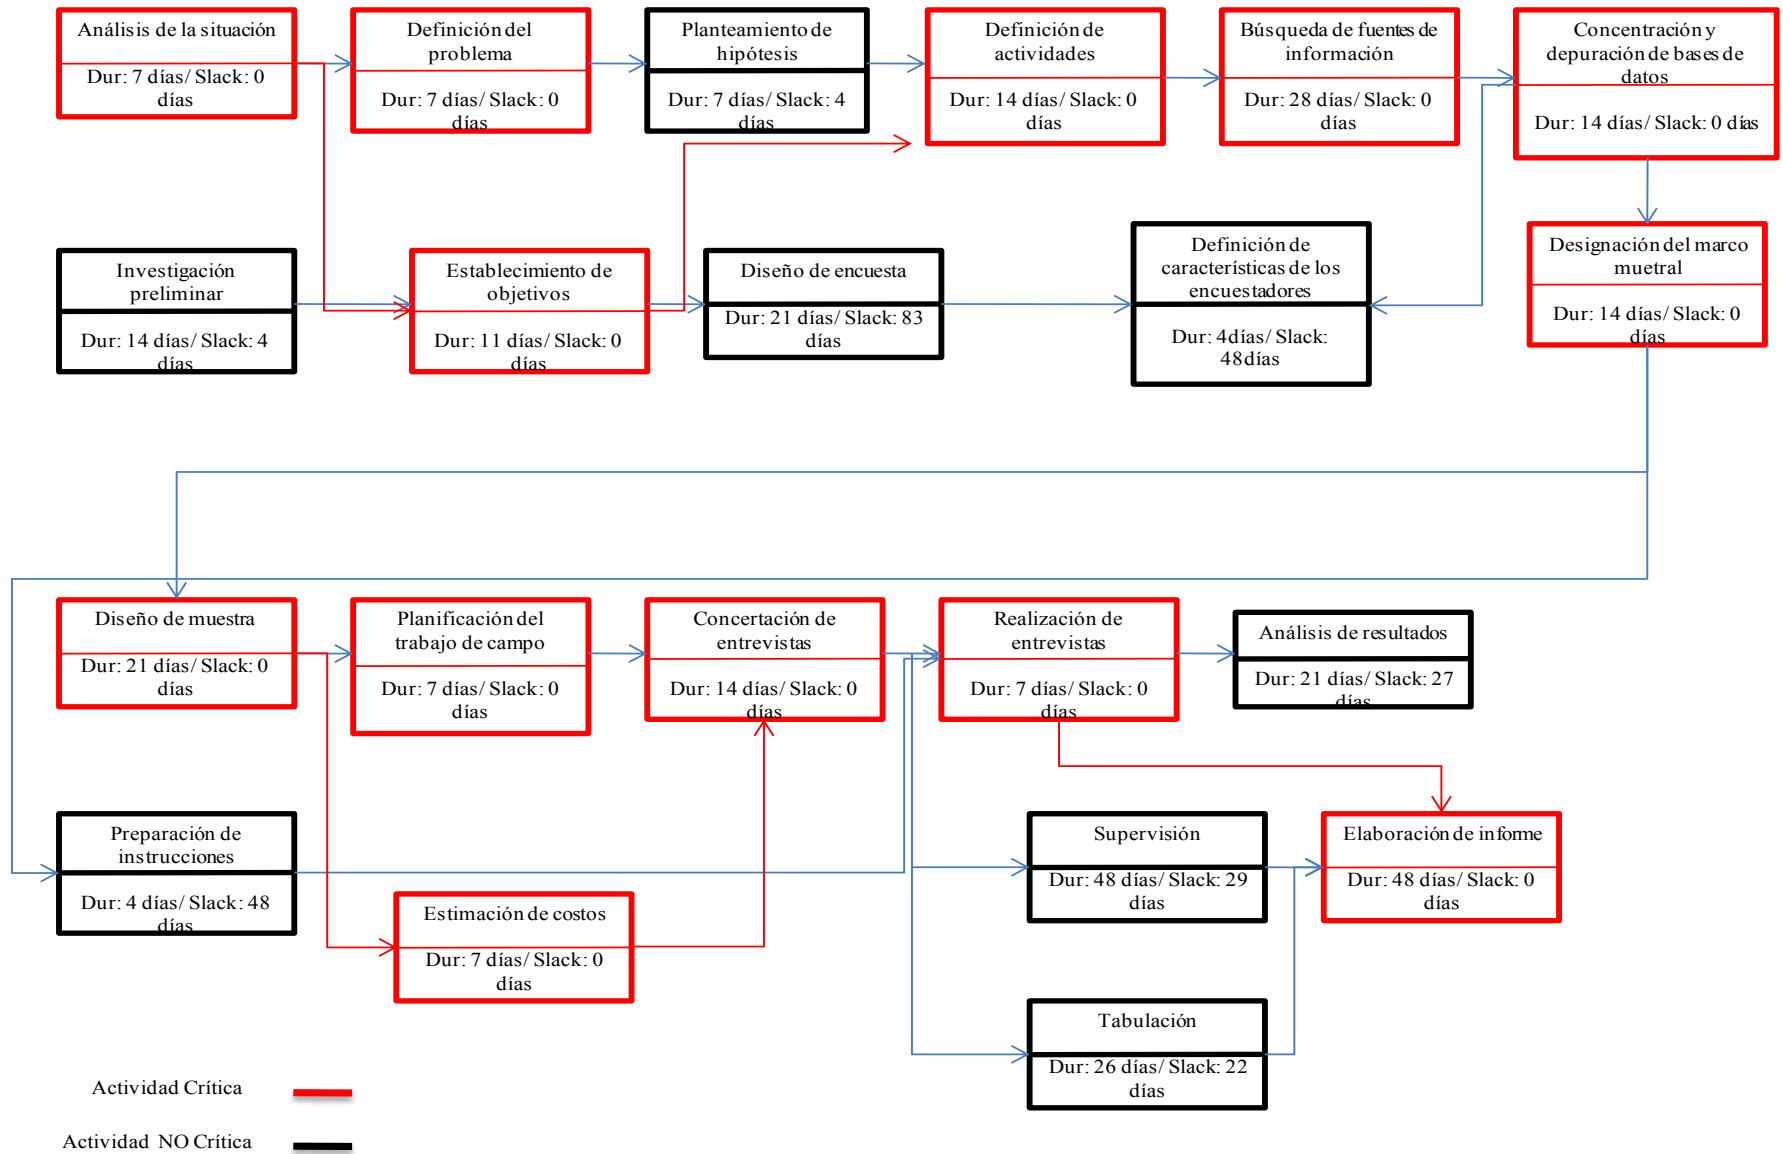 Análisis de la situación
Dur: 7 días/ Slack: 0
días
Definición del
problema
Dur: 7 días/ Slack: 0
días
Planteamiento de
hipótesis
Dur: 7 días/ Slack: 4
días
Definición de
actividades
Dur: 14 días/ Slack: 0
días
Búsqueda de fuentes de
información
Dur: 28 días/ Slack: 0
días
Concentración y
depuración de bases de
datos
Dur: 14 días/ Slack: 0 días
Investigación
preliminar
Dur: 14 días/ Slack: 4
días
Establecimiento de
objetivos
Dur: 11 días/ Slack: 0
días
Diseño de encuesta
Dur: 21 días/ Slack: 83
días
Definición de
características de los
encuestadores
Dur: 4días/ Slack:
48días
Designación del marco
muetral
Dur: 14 días/ Slack: 0
días
Diseño de muestra
Dur: 21 días/ Slack: 0
días
Planificación del
trabajo de campo
Dur: 7 días/ Slack: 0
días
Concertación de
entrevistas
Dur: 14 días/ Slack: 0
días
Realización de
entrevistas
Dur: 7 días/ Slack: 0
días
Análisis de resultados
Dur: 21 días/ Slack: 27
días
Preparación de
instrucciones
Dur: 4 días/ Slack: 48
días
Estimación de costos
Dur: 7 días/ Slack: 0
días
Supervisión
Dur: 48 días/ Slack: 29
días
Elaboración de informe
Dur: 48 días/ Slack: 0
días
Tabulación
Dur: 26 días/ Slack: 22
días
Actividad Crítica
Actividad NO Crítica